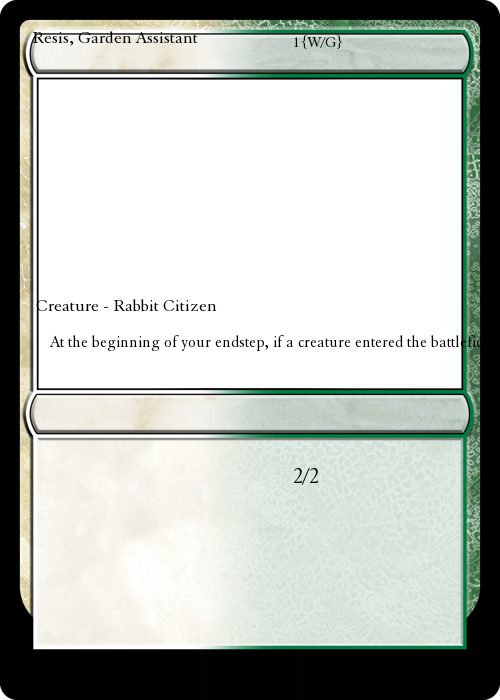 Resis, Garden Assistant
1{W/G}
Creature - Rabbit Citizen
At the beginning of your endstep, if a creature entered the
2/2